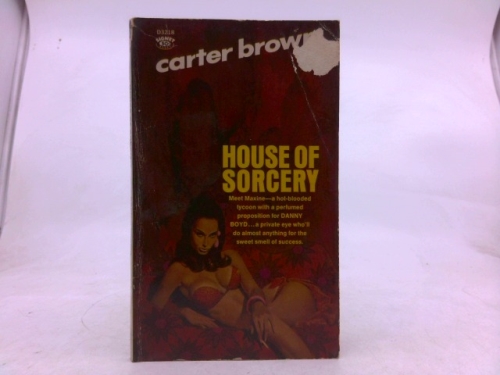 SIGNET
carter brow
HOUSE OF
SORCERY
Meet Maxine—a hot-blooded
tycoon with a perfumed
proposition for DANNY
BOYD...a private eye who'll
do almost anything for the
sweet smell of success.